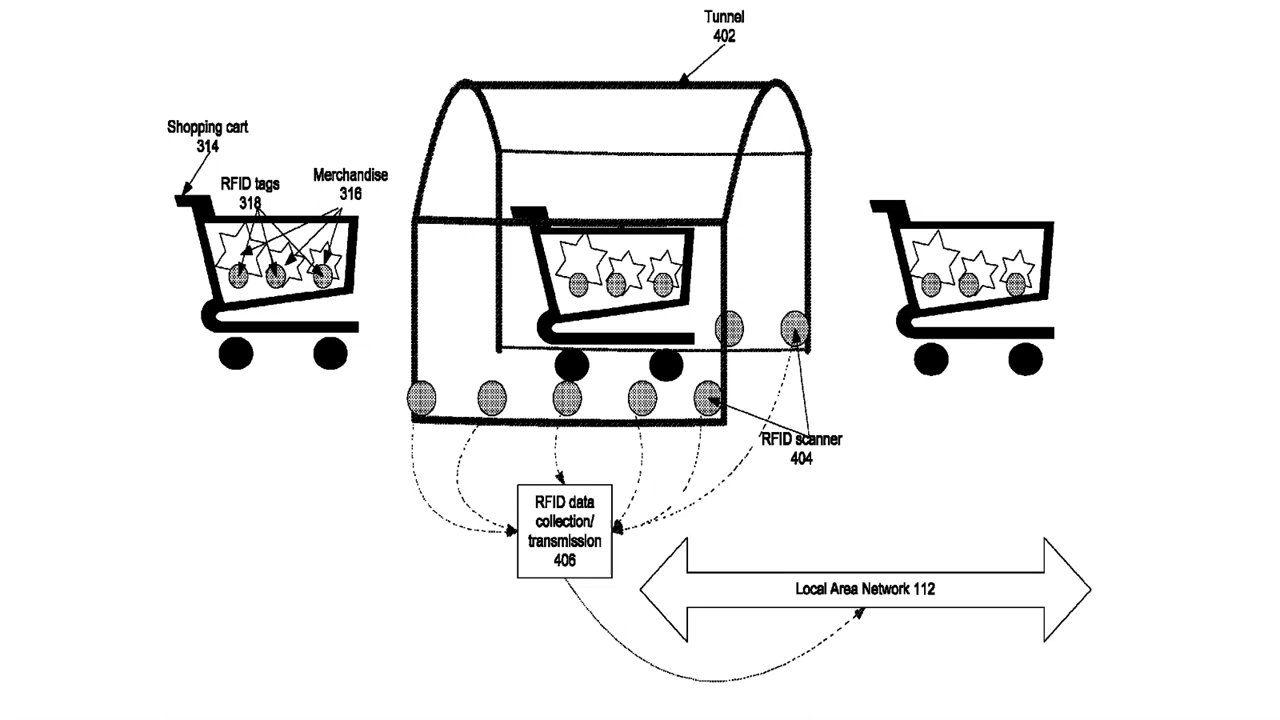 Tunnel
402
Shopping cart
314
RFID tags
318
Merchandise
316
RFID scanner
404
RFID data
collection/
transmission
406
Local Area Network 112